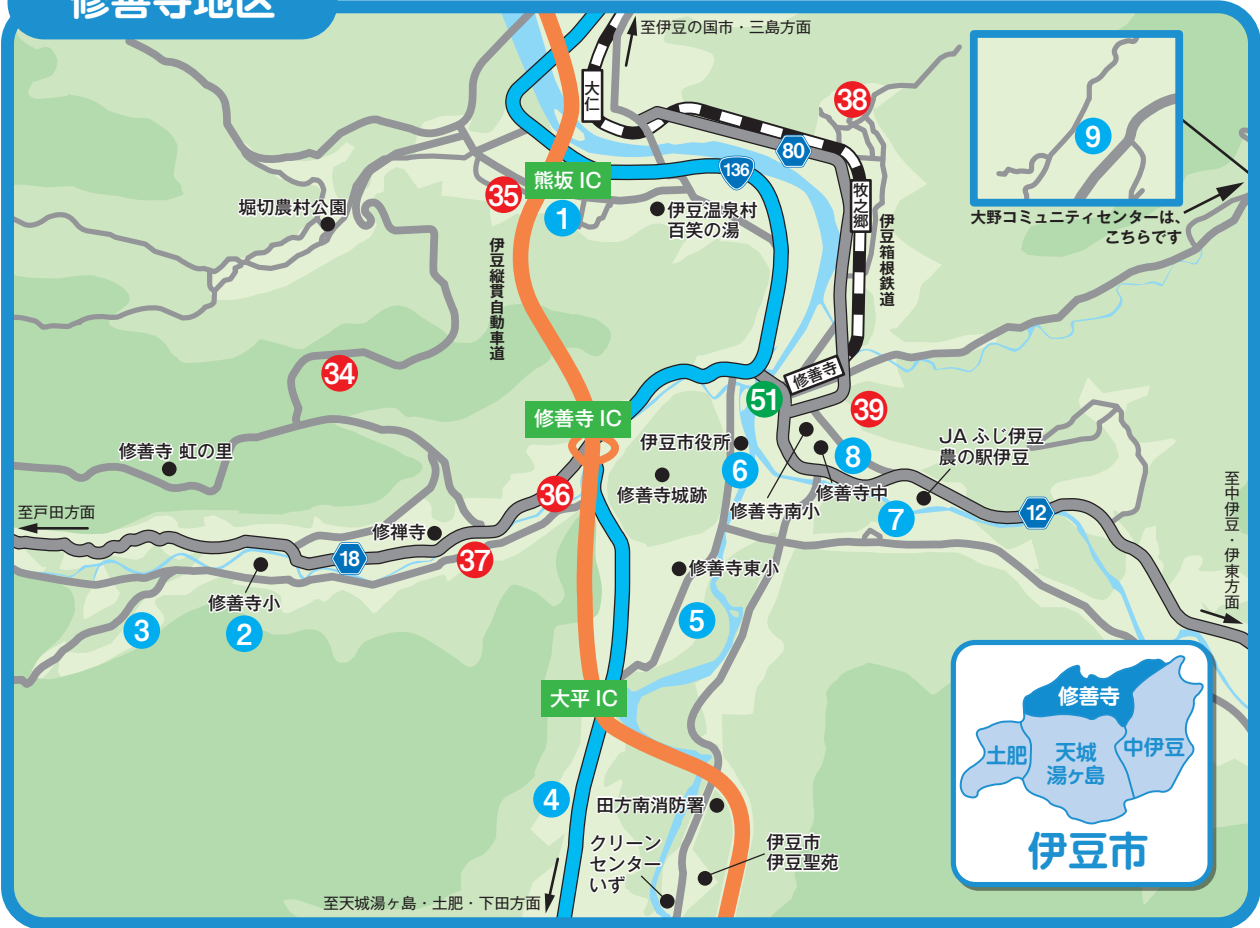 修善寺地区
至伊豆の国市・三島方面
大仁
38
80
9
熊坂 IC
136
35
1
牧之郷
堀切農村公園
伊豆温泉村
百笑の湯
大野コミュニティセンターは、
こちらです
伊豆箱根鉄道
伊豆縦貫自動車道
34
修善寺
51
39
修善寺 IC
伊豆市役所
JA ふじ伊豆
農の駅伊豆
修善寺 虹の里
6
8
36
修善寺城跡
修善寺中
修善寺南小
7
12
至中伊豆・伊東方面
至戸田方面
修禅寺
18
37
修善寺東小
修善寺小
3
2
5
大平 IC
修善寺
土肥
天城
湯ヶ島
中伊豆
伊豆市
4
田方南消防署
クリーン
センター
いず
伊豆市
伊豆聖苑
至天城湯ヶ島・土肥・下田方面